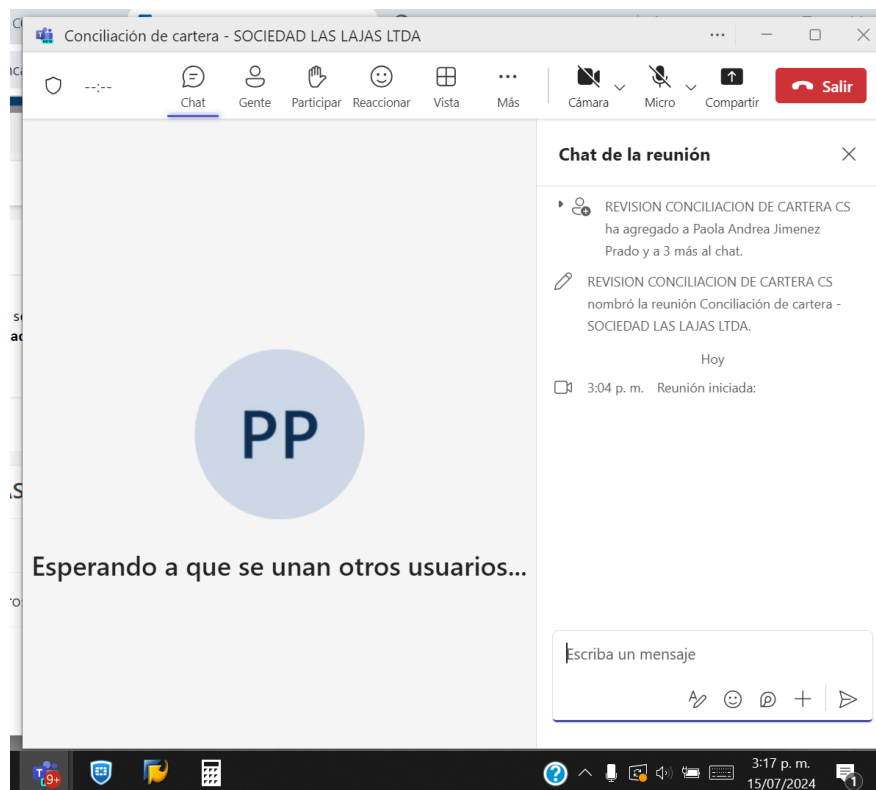 Conciliación de cartera - SOCIEDAD LAS LAJAS LTDA
--:--
Chat
Gente
Participar
Reaccionar
Vista
Más
Cámara
Micro
Compartir
Salir
Chat de la reunión
REVISION CONCILIACION DE CARTERA CS
ha agregado a Paola Andrea Jimenez
Prado y a 3 más al chat.
REVISION CONCILIACION DE CARTERA CS
nombró la reunión Conciliación de cartera -
SOCIEDAD LAS LAJAS LTDA.
Hoy
3:04 p. m. Reunión iniciada:
PP
Esperando a que se unan otros usuarios...
Escriba un mensaje
9+
3:17 p. m.
15/07/2024
1